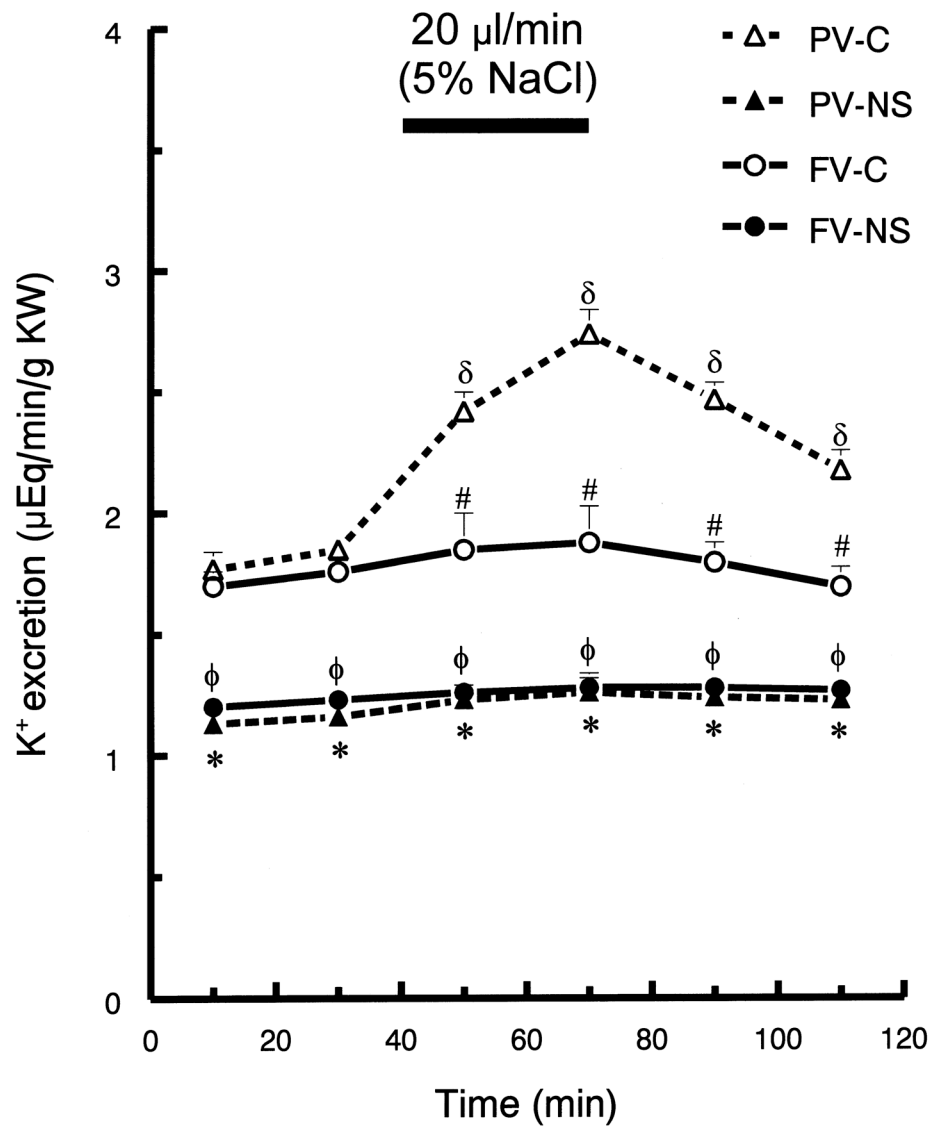 20 µl/min
(5% NaCl)
PV-C
PV-NS
FV-C
FV-NS
K⁺ excretion (µEq/min/g KW)
4
3
2
1
0
δ δ δ δ
# # # #
ϕ ϕ ϕ ϕ ϕ ϕ
* * * * * *
0 20 40 60 80 100 120
Time (min)